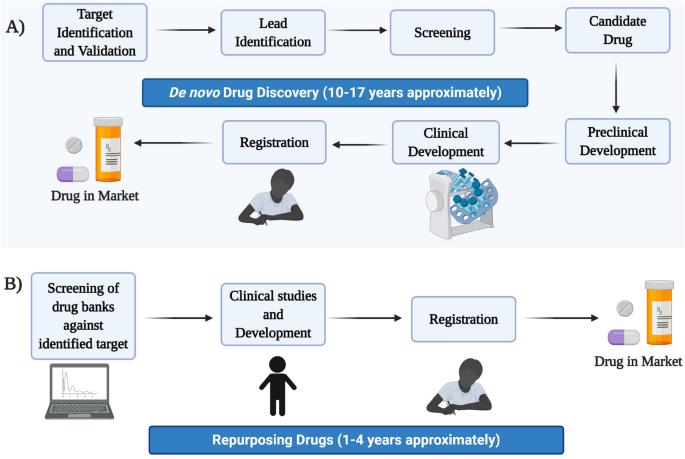 A)
Target
Identification
and Validation
Lead
Identification
Screening
Candidate
Drug
De novo Drug Discovery (10-17 years approximately)
Preclinical
Development
Clinical
Development
Registration
Rx
Drug in Market
B)
Screening of
drug banks
against
identified target
Clinical studies
and
Development
Registration
Rx
Drug in Market
Repurposing Drugs (1-4 years approximately)